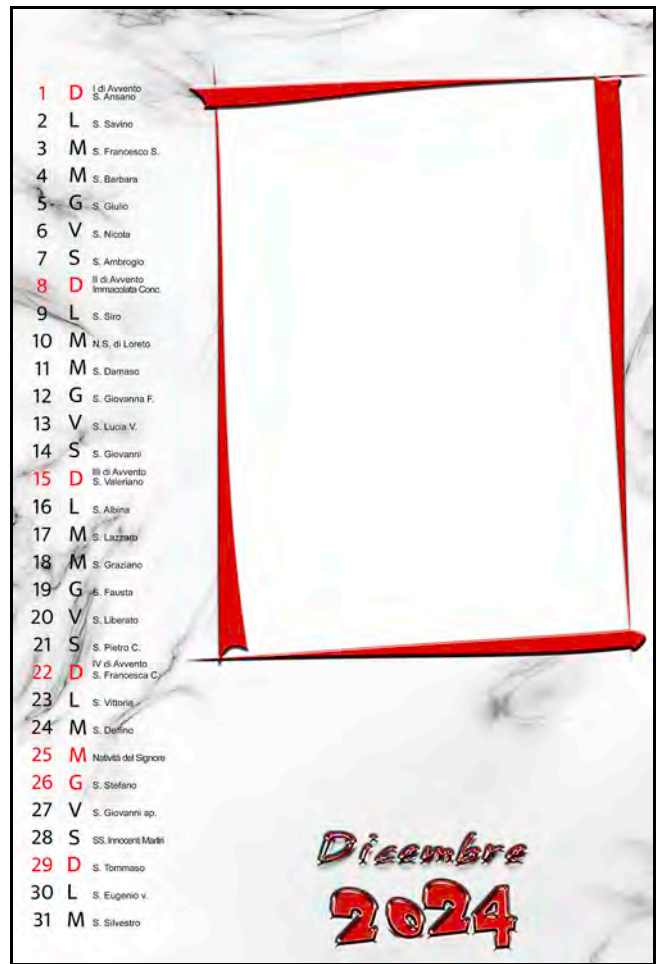 1 D I di Avvento
S. Ansano
2 L S. Savino
3 M S. Francesco S.
4 M S. Barbara
5 G S. Giulio
6 V S. Nicola
7 S S. Ambrogio
8 D II di Avvento
Immacolata Conc.
9 L S. Siro
10 M N.S. di Loreto
11 M S. Damaso
12 G S. Giovanna F.
13 V S. Lucia V.
14 S S. Giovanni
15 D III di Avvento
S. Valeriano
16 L S. Albina
17 M S. Lazzaro
18 M S. Graziano
19 G S. Fausta
20 V S. Liberato
21 S S. Pietro C.
22 D IV di Avvento
S. Francesca C.
23 L S. Vittoria
24 M S. Delfino
25 M Natività del Signore
26 G S. Stefano
27 V S. Giovanni ap.
28 S SS. Innocenti Martiri
29 D S. Tommaso
30 L S. Eugenio v.
31 M S. Silvestro
Dicembre
2024